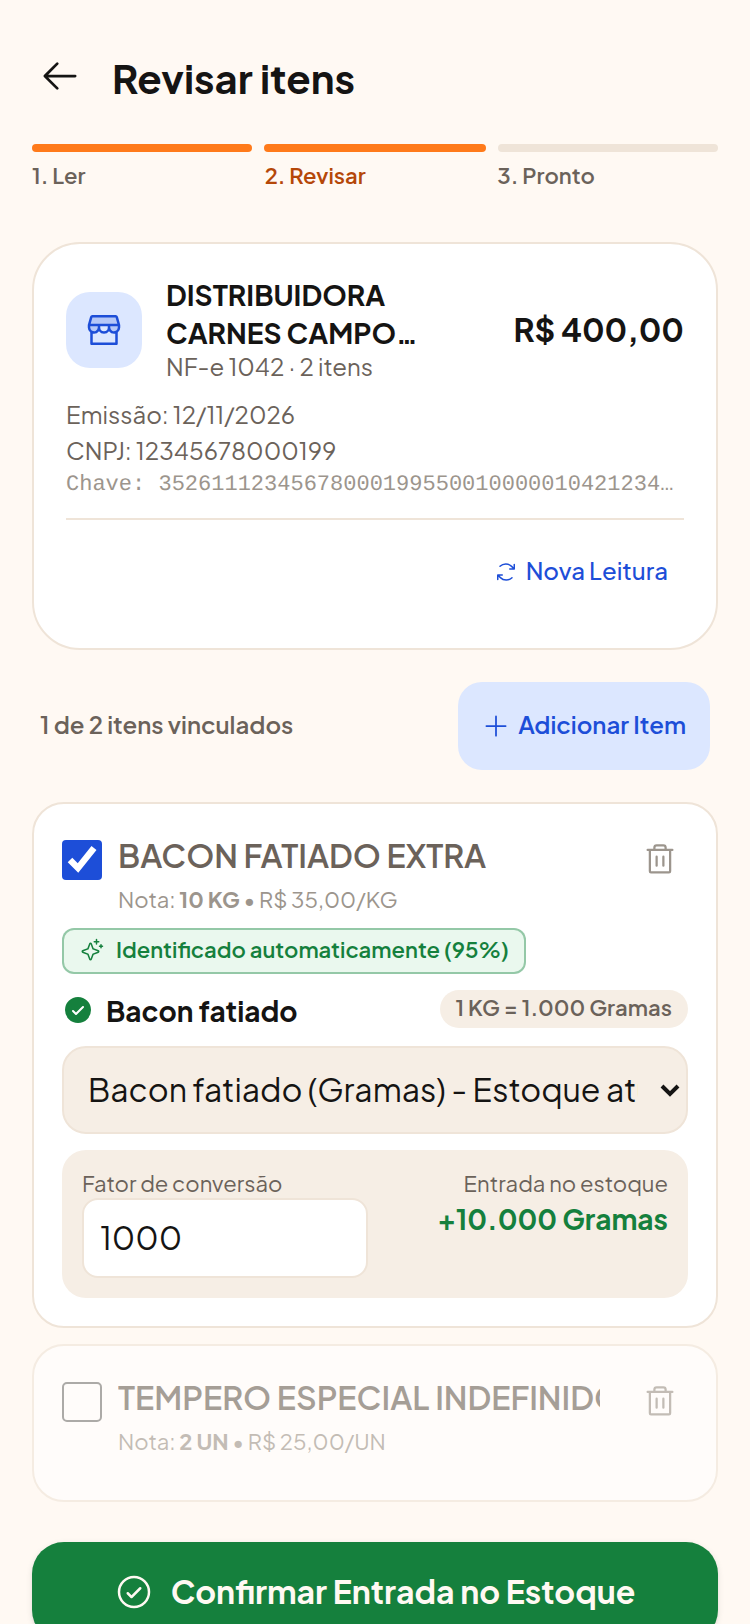 Revisar itens
1. Ler
2. Revisar
3. Pronto
DISTRIBUIDORA
CARNES CAMPO…
R$ 400,00
NF-e 1042 · 2 itens
Emissão: 12/11/2026
CNPJ: 12345678000199
Chave: 352611123456780001995500100000010421234…
Nova Leitura
1 de 2 itens vinculados
Adicionar Item
BACON FATIADO EXTRA
Nota: 10 KG • R$ 35,00/KG
Identificado automaticamente (95%)
Bacon fatiado
1 KG = 1.000 Gramas
Bacon fatiado (Gramas) - Estoque at
Fator de conversão
Entrada no estoque
1000
+10.000 Gramas
TEMPERO ESPECIAL INDEFINIDO
Nota: 2 UN • R$ 25,00/UN
Confirmar Entrada no Estoque